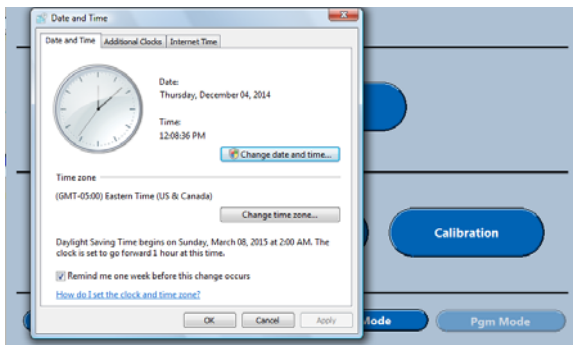 Date and Time
Date and Time Additional Clocks Internet Time
Date:
Thursday, December 04, 2014
Time:
12:08:36 PM
Change date and time...
Time zone
(GMT-05:00) Eastern Time (US & Canada)
Change time zone...
Daylight Saving Time begins on Sunday, March 08, 2015 at 2:00 AM. The
clock is set to go forward 1 hour at this time.
Remind me one week before this change occurs
How do I set the clock and time zone?
OK Cancel Apply
Calibration
Mode
Pgm Mode